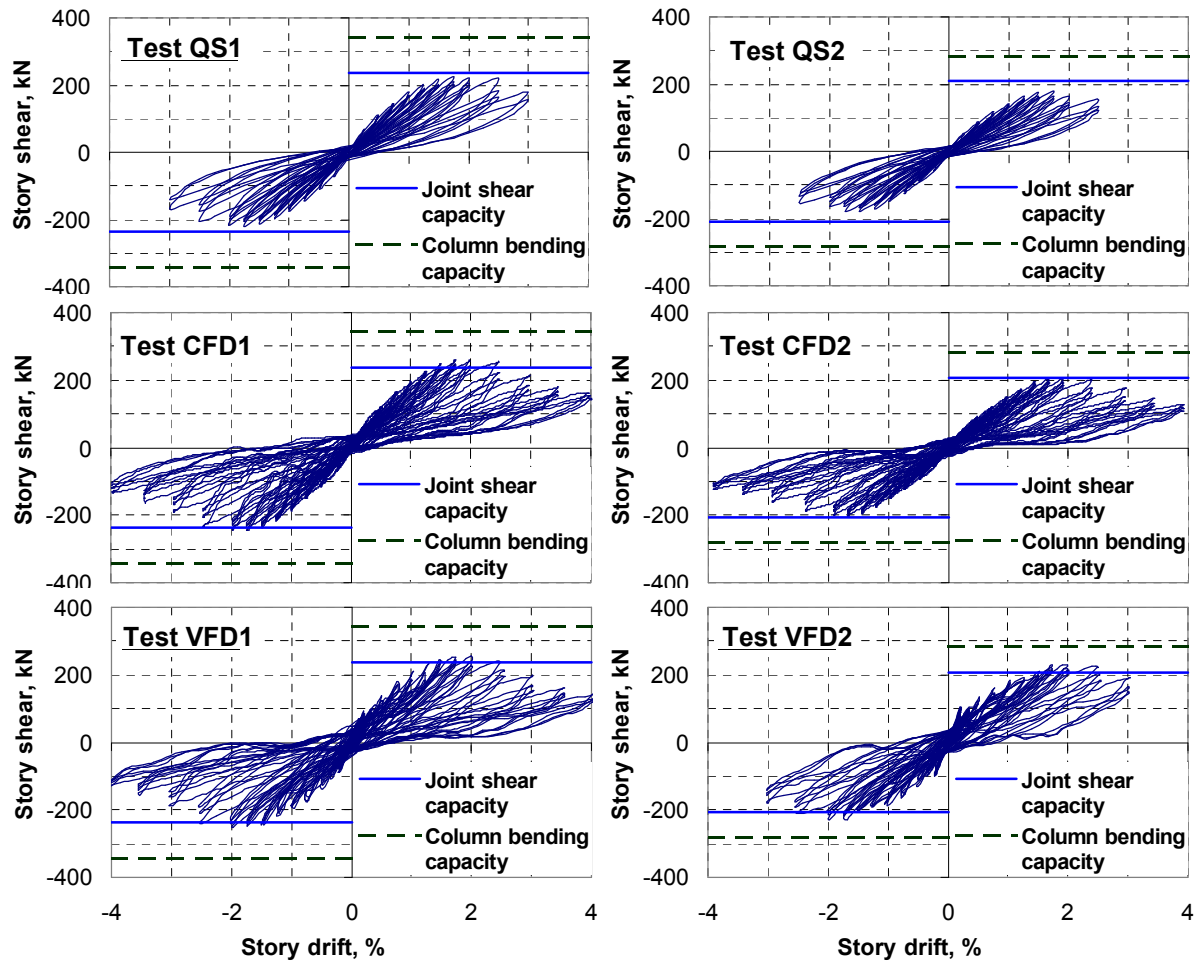 Test QS1
Story shear, kN
400
200
0
-200
-400
Joint shear
capacity
Column bending
capacity
Test QS2
Story shear, kN
400
200
0
-200
-400
Joint shear
capacity
Column bending
capacity
Test CFD1
Story shear, kN
400
200
0
-200
-400
Joint shear
capacity
Column bending
capacity
Test CFD2
Story shear, kN
400
200
0
-200
-400
Joint shear
capacity
Column bending
capacity
Test VFD1
Story shear, kN
400
200
0
-200
-400
Joint shear
capacity
Column bending
capacity
-4 -2 0 2 4
Story drift, %
Test VFD2
Story shear, kN
400
200
0
-200
-400
Joint shear
capacity
Column bending
capacity
-4 -2 0 2 4
Story drift, %